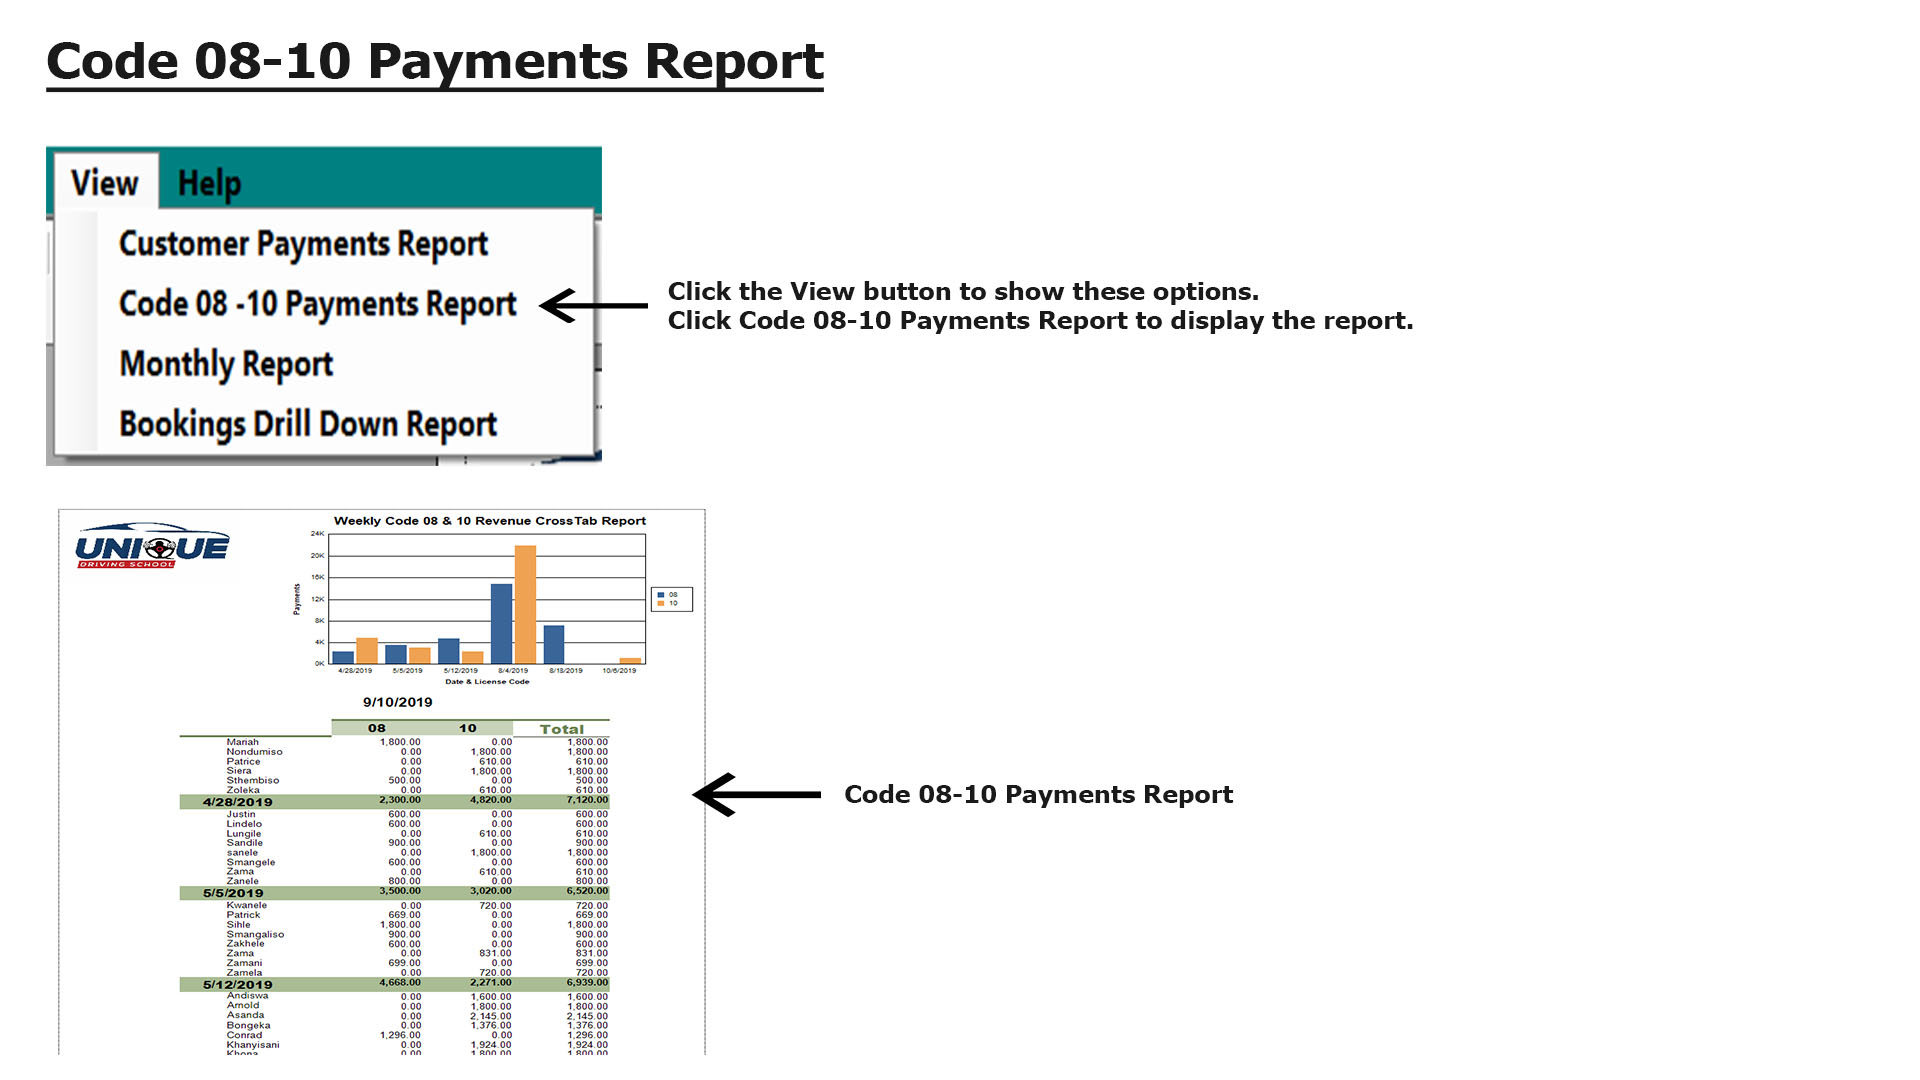 Code 08-10 Payments Report
View Help
Customer Payments Report
Code 08 -10 Payments Report
Monthly Report
Bookings Drill Down Report
Click the View button to show these options.
Click Code 08-10 Payments Report to display the report.
UNIQUE
DRIVING SCHOOL
Weekly Code 08 & 10 Revenue CrossTab Report
24K
20K
16K
12K
8K
4K
0K
Payments
4/28/2019 5/5/2019 5/12/2019 8/4/2019 8/18/2019 10/6/2019
Date & License Code
08
10
9/10/2019
08 10 Total
Mariah 1,800.00 0.00 1,800.00
Nondumiso 0.00 1,800.00 1,800.00
Patrice 0.00 610.00 610.00
Siera 0.00 1,800.00 1,800.00
Sthembiso 500.00 0.00 500.00
Zoleka 0.00 610.00 610.00
4/28/2019 2,300.00 4,820.00 7,120.00
Justin 600.00 0.00 600.00
Lindelo 600.00 0.00 600.00
Lungile 0.00 610.00 610.00
Sandile 900.00 0.00 900.00
sanele 0.00 1,800.00 1,800.00
Smangele 600.00 0.00 600.00
Zama 0.00 610.00 610.00
Zanele 800.00 0.00 800.00
5/5/2019 3,500.00 3,020.00 6,520.00
Kwanele 0.00 720.00 720.00
Patrick 669.00 0.00 669.00
Sihle 1,800.00 0.00 1,800.00
Smangaliso 900.00 0.00 900.00
Zakhele 600.00 0.00 600.00
Zama 0.00 831.00 831.00
Zamani 699.00 0.00 699.00
Zamela 0.00 720.00 720.00
5/12/2019 4,668.00 2,271.00 6,939.00
Andiswa 0.00 1,600.00 1,600.00
Arnold 0.00 1,800.00 1,800.00
Asanda 0.00 2,145.00 2,145.00
Bongeka 0.00 1,376.00 1,376.00
Conrad 1,296.00 0.00 1,296.00
Khanyisani 0.00 1,924.00 1,924.00
Khona 0.00 1,800.00 1,800.00
Code 08-10 Payments Report